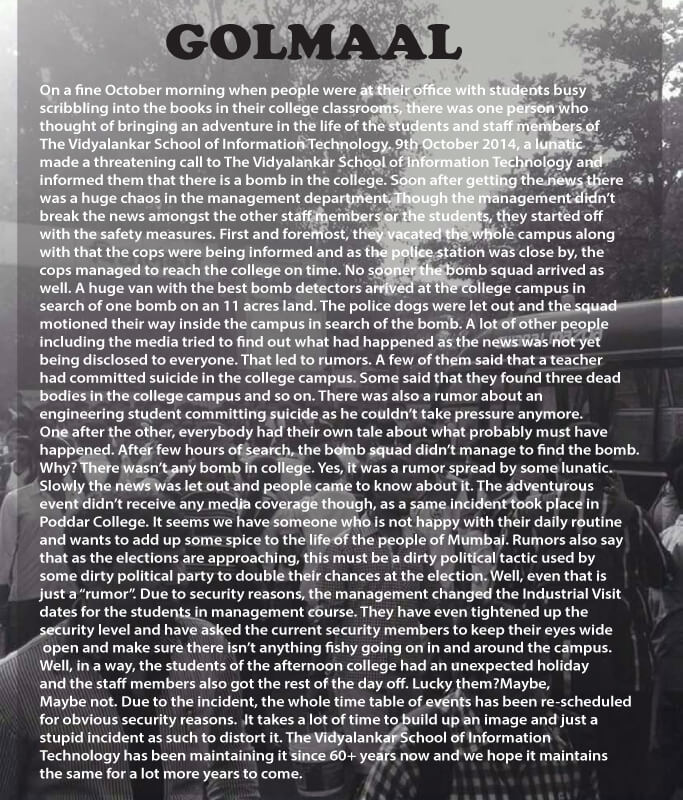 GOLMAAL
On a fine October morning when people were at their office with students busy
scribbling into the books in their college classrooms, there was one person who
thought of bringing an adventure in the life of the students and staff members of
The Vidyalankar School of Information Technology. 9th October 2014, a lunatic
made a threatening call to The Vidyalankar School of Information Technology and
informed them that there is a bomb in the college. Soon after getting the news there
was a huge chaos in the management department. Though the management didn't
break the news amongst the other staff members or the students, they started off
with the safety measures. First and foremost, they vacated the whole campus along
with that the cops were being informed and as the police station was close by, the
cops managed to reach the college on time. No sooner the bomb squad arrived as
well. A huge van with the best bomb detectors arrived at the college campus in
search of one bomb on an 11 acres land. The police dogs were let out and the squad
motioned their way inside the campus in search of the bomb. A lot of other people
including the media tried to find out what had happened as the news was not yet
being disclosed to everyone. That led to rumors. A few of them said that a teacher
had committed suicide in the college campus. Some said that they found three dead
bodies in the college campus and so on. There was also a rumor about an
engineering student committing suicide as he couldn't take pressure anymore.
One after the other, everybody had their own tale about what probably must have
happened. After few hours of search, the bomb squad didn't manage to find the bomb.
Why? There wasn't any bomb in college. Yes, it was a rumor spread by some lunatic.
Slowly the news was let out and people came to know about it. The adventurous
event didn't receive any media coverage though, as a same incident took place in
Poddar College. It seems we have someone who is not happy with their daily routine
and wants to add up some spice to the life of the people of Mumbai. Rumors also say
that as the elections are approaching, this must be a dirty political tactic used by
some dirty political party to double their chances at the election. Well, even that is
just a "rumor". Due to security reasons, the management changed the Industrial Visit
dates for the students in management course. They have even tightened up the
security level and have asked the current security members to keep their eyes wide
open and make sure there isn't anything fishy going on in and around the campus.
Well, in a way, the students of the afternoon college had an unexpected holiday
and the staff members also got the rest of the day off. Lucky them?Maybe,
Maybe not. Due to the incident, the whole time table of events has been re-scheduled
for obvious security reasons. It takes a lot of time to build up an image and just a
stupid incident as such to distort it. The Vidyalankar School of Information
Technology has been maintaining it since 60+ years now and we hope it maintains
the same for a lot more years to come.